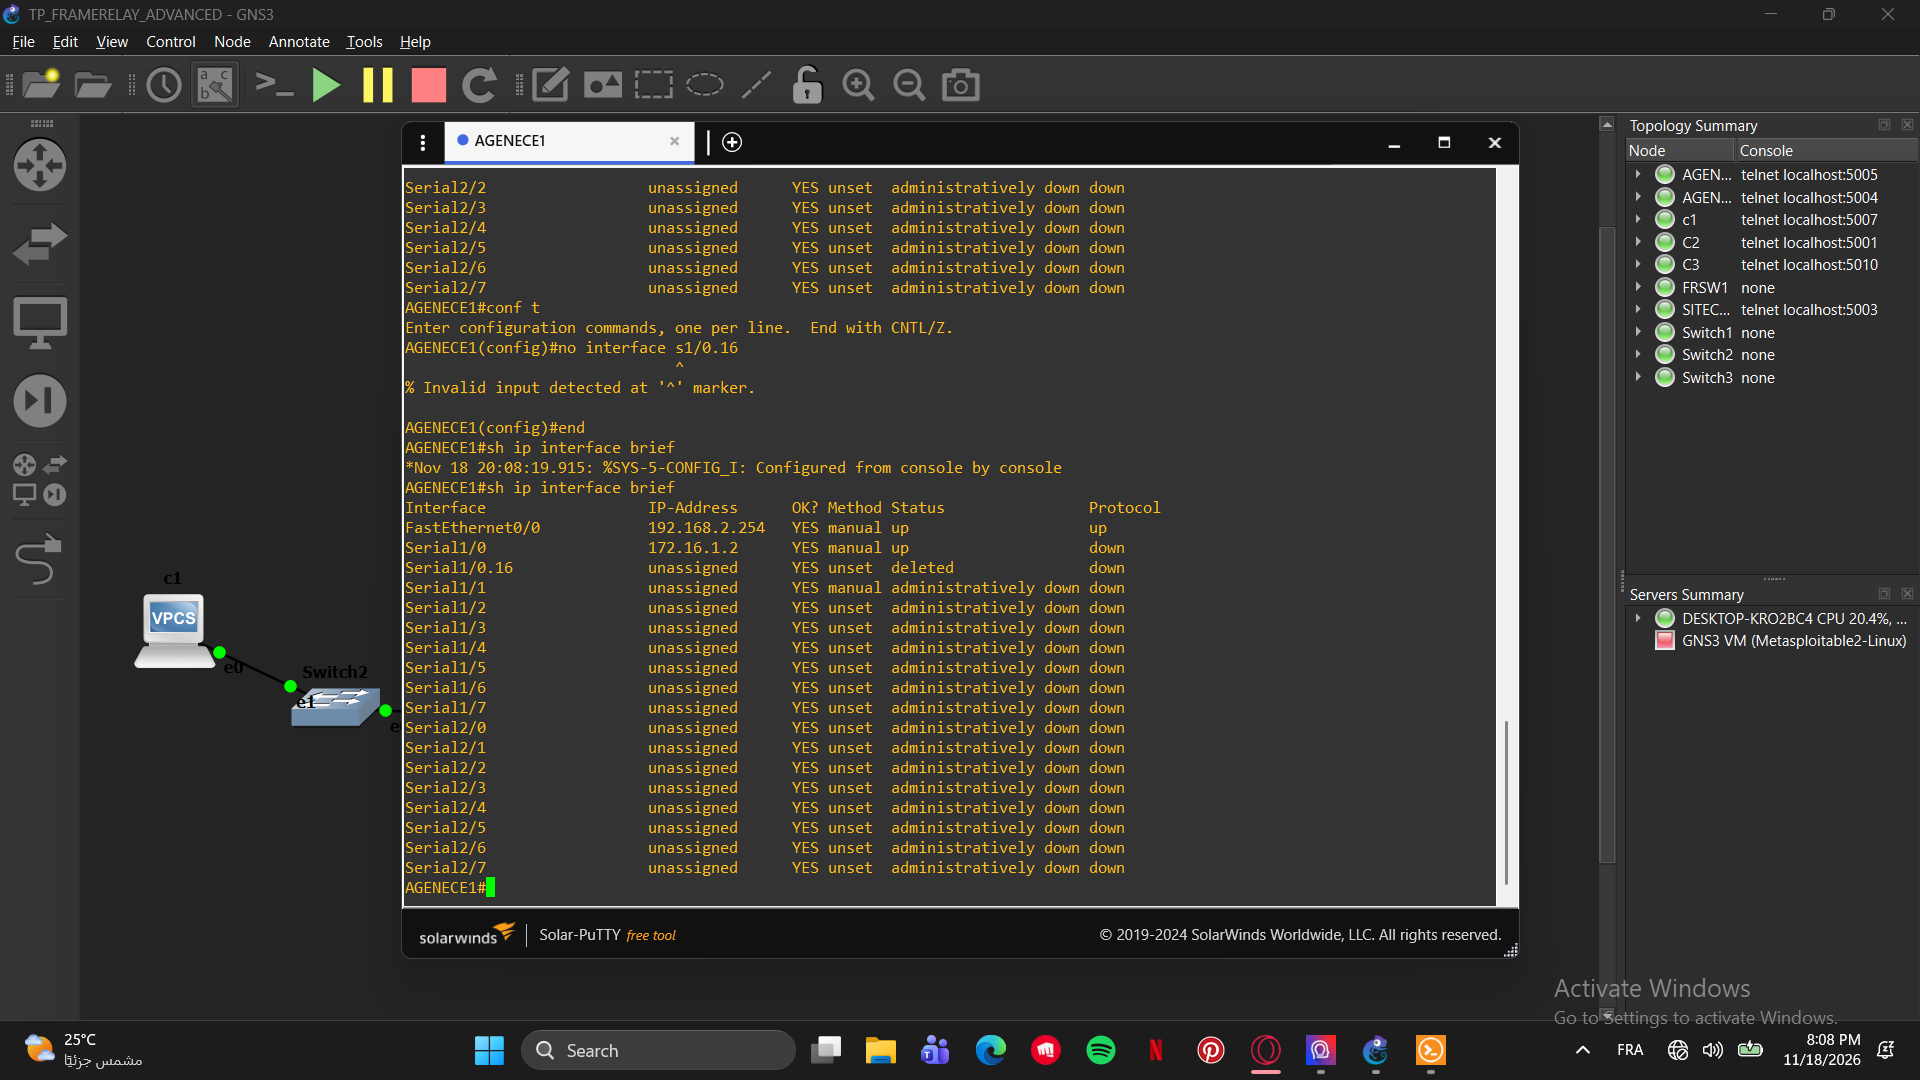 TP_FRAMERELAY_ADVANCED - GNS3
File Edit View Control Node Annotate Tools Help
AGENECE1
Serial2/2 unassigned YES unset administratively down down
Serial2/3 unassigned YES unset administratively down down
Serial2/4 unassigned YES unset administratively down down
Serial2/5 unassigned YES unset administratively down down
Serial2/6 unassigned YES unset administratively down down
Serial2/7 unassigned YES unset administratively down down
AGENECE1#conf t
Enter configuration commands, one per line. End with CNTL/Z.
AGENECE1(config)#no interface s1/0.16
^
% Invalid input detected at '^' marker.
AGENECE1(config)#end
AGENECE1#sh ip interface brief
*Nov 18 20:08:19.915: %SYS-5-CONFIG_I: Configured from console by console
AGENECE1#sh ip interface brief
Interface IP-Address OK? Method Status Protocol
FastEthernet0/0 192.168.2.254 YES manual up up
Serial1/0 172.16.1.2 YES manual up down
Serial1/0.16 unassigned YES unset deleted down
Serial1/1 unassigned YES manual administratively down down
Serial1/2 unassigned YES unset administratively down down
Serial1/3 unassigned YES unset administratively down down
Serial1/4 unassigned YES unset administratively down down
Serial1/5 unassigned YES unset administratively down down
Serial1/6 unassigned YES unset administratively down down
Serial1/7 unassigned YES unset administratively down down
Serial2/0 unassigned YES unset administratively down down
Serial2/1 unassigned YES unset administratively down down
Serial2/2 unassigned YES unset administratively down down
Serial2/3 unassigned YES unset administratively down down
Serial2/4 unassigned YES unset administratively down down
Serial2/5 unassigned YES unset administratively down down
Serial2/6 unassigned YES unset administratively down down
Serial2/7 unassigned YES unset administratively down down
AGENECE1#
solarwinds Solar-PuTTY free tool © 2019-2024 SolarWinds Worldwide, LLC. All rights reserved.
c1
VPCS
e0
Switch2
e1
e
Topology Summary
Node Console
AGEN... telnet localhost:5005
AGEN... telnet localhost:5004
c1 telnet localhost:5007
C2 telnet localhost:5001
C3 telnet localhost:5010
FRSW1 none
SITEC... telnet localhost:5003
Switch1 none
Switch2 none
Switch3 none
Servers Summary
DESKTOP-KRO2BC4 CPU 20.4%, ...
GNS3 VM (Metasploitable2-Linux)
Activate Windows
Go to Settings to activate Windows.
25°C
مشمس جزئيًا
Search
FRA
8:08 PM
11/18/2026